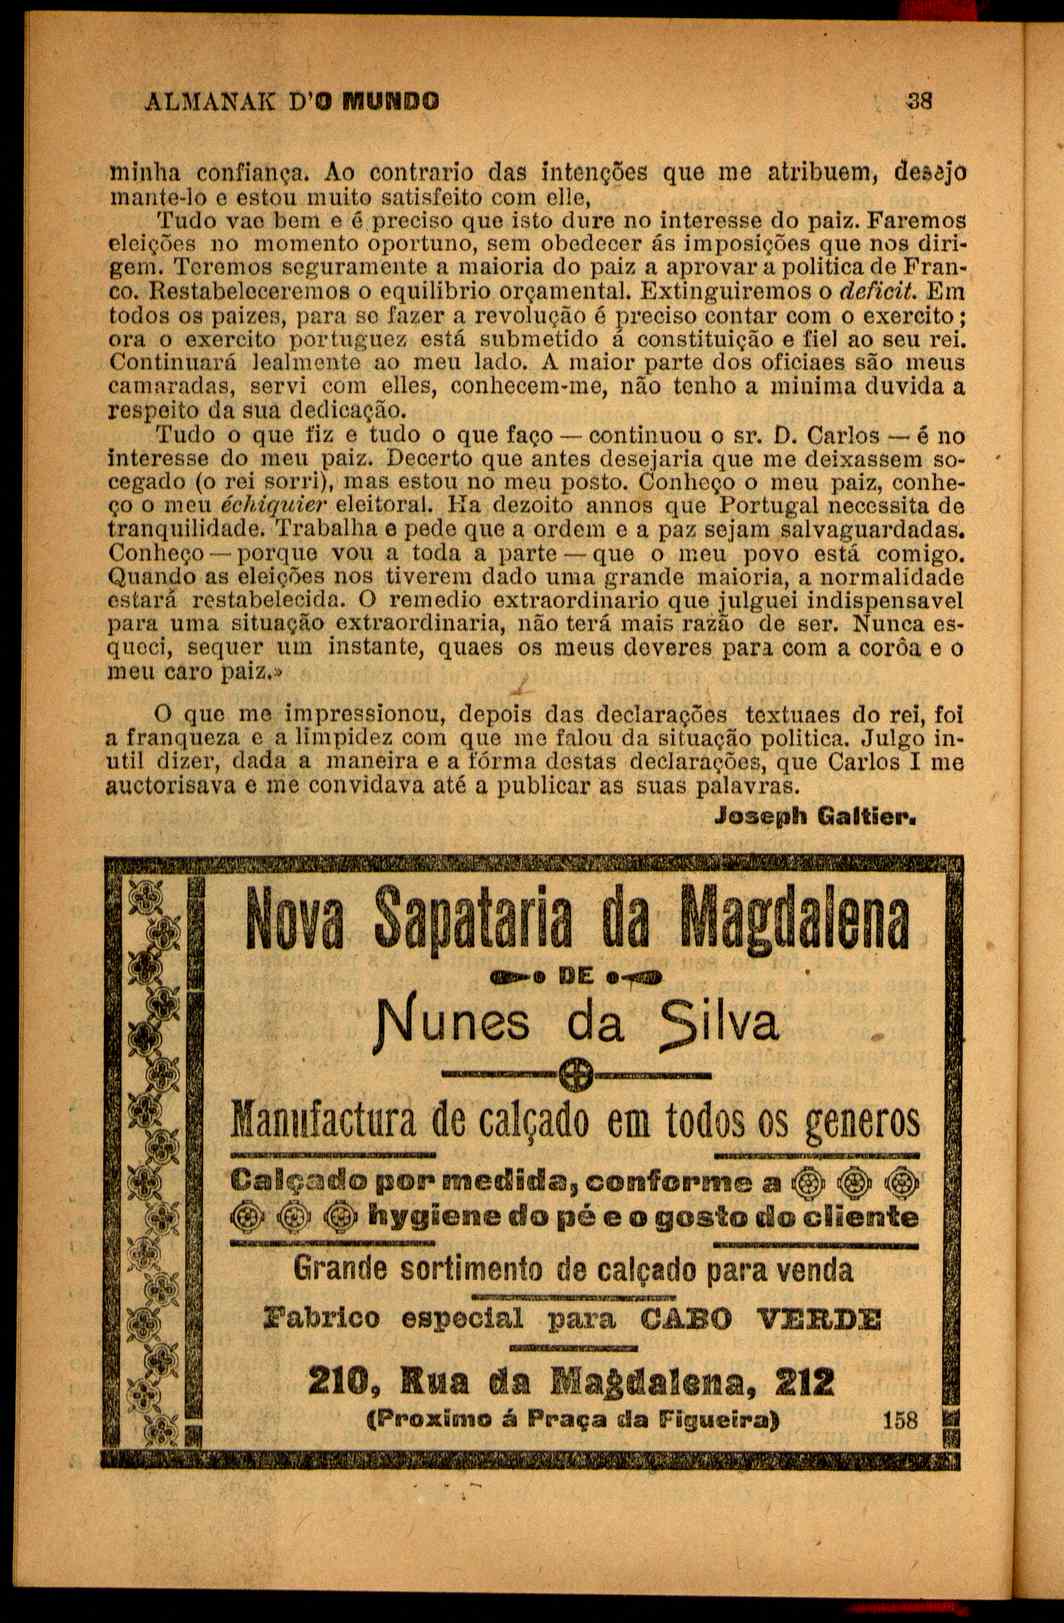 ALMANAK D'O MUNDO 38
minha confiança. Ao contrario das intenções que me atribuem, desejo
mante-lo e estou muito satisfeito com elle,
Tudo vae bem e é preciso que isto dure no interesse do paiz. Faremos
eleições no momento oportuno, sem obedecer ás imposições que nos diri-
gem. Teremos seguramente a maioria do paiz a aprovar a politica de Fran-
co. Restabeleceremos o equilibrio orçamental. Extinguiremos o deficit. Em
todos os paizes, para se fazer a revolução é preciso contar com o exercito;
ora o exercito portuguez está submetido á constituição e fiel ao seu rei.
Continuará lealmente ao meu lado. A maior parte dos oficiaes são meus
camaradas, servi com elles, conhecem-me, não tenho a minima duvida a
respeito da sua dedicação.
Tudo o que fiz e tudo o que faço — continuou o sr. D. Carlos — é no
interesse do meu paiz. Decerto que antes desejaria que me deixassem so-
cegado (o rei sorri), mas estou no meu posto. Conheço o meu paiz, conhe-
ço o meu échiquier eleitoral. Ha dezoito annos que Portugal necessita de
tranquilidade. Trabalha e pede que a ordem e a paz sejam salvaguardadas.
Conheço — porque vou a toda a parte — que o meu povo está comigo.
Quando as eleições nos tiverem dado uma grande maioria, a normalidade
estará restabelecida. O remedio extraordinario que julguei indispensavel
para uma situação extraordinaria, não terá mais razão de ser. Nunca es-
queci, sequer um instante, quaes os meus deveres para com a corôa e o
meu caro paiz.»
O que me impressionou, depois das declarações textuaes do rei, foi
a franqueza e a limpidez com que me falou da situação politica. Julgo in-
util dizer, dada a maneira e a fórma destas declarações, que Carlos I me
auctorisava e me convidava até a publicar as suas palavras.
Joseph Galtier.
Nova Sapataria da Magdalena
DE
Nunes da Silva
Manufactura de calçado em todos os generos
Calçado por medida, conforme a
hygiene do pé e o gosto do cliente
Grande sortimento de calçado para venda
Fabrico especial para CABO VERDE
210, Rua da Magdalena, 212
(Proximo á Praça da Figueira) 158